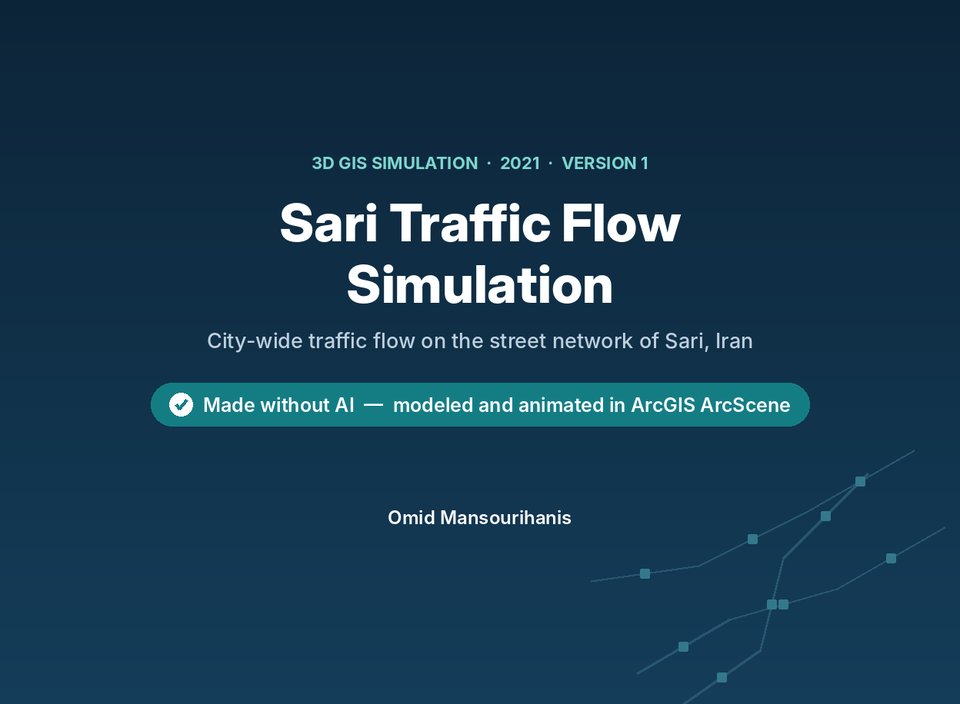 3D GIS SIMULATION · 2021 · VERSION 1
Sari Traffic Flow
Simulation
City-wide traffic flow on the street network of Sari, Iran
Made without AI — modeled and animated in ArcGIS ArcScene
Omid Mansourihanis